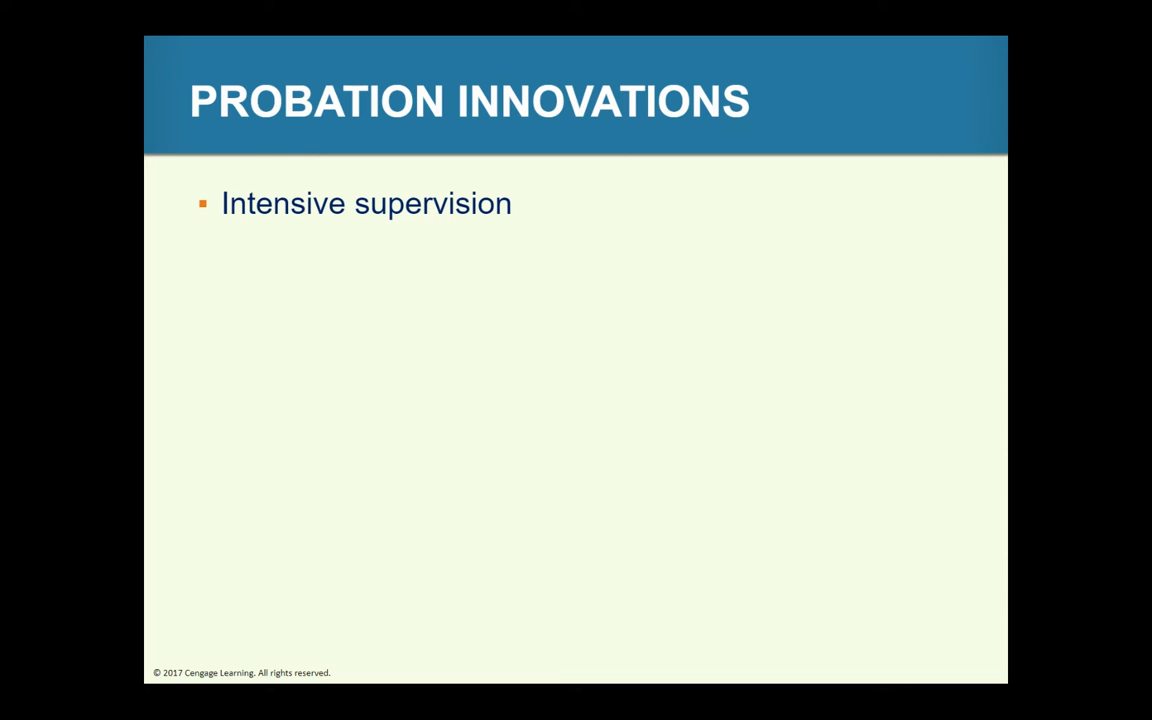 PROBATION INNOVATIONS
▪ Intensive supervision
© 2017 Cengage Learning. All rights reserved.